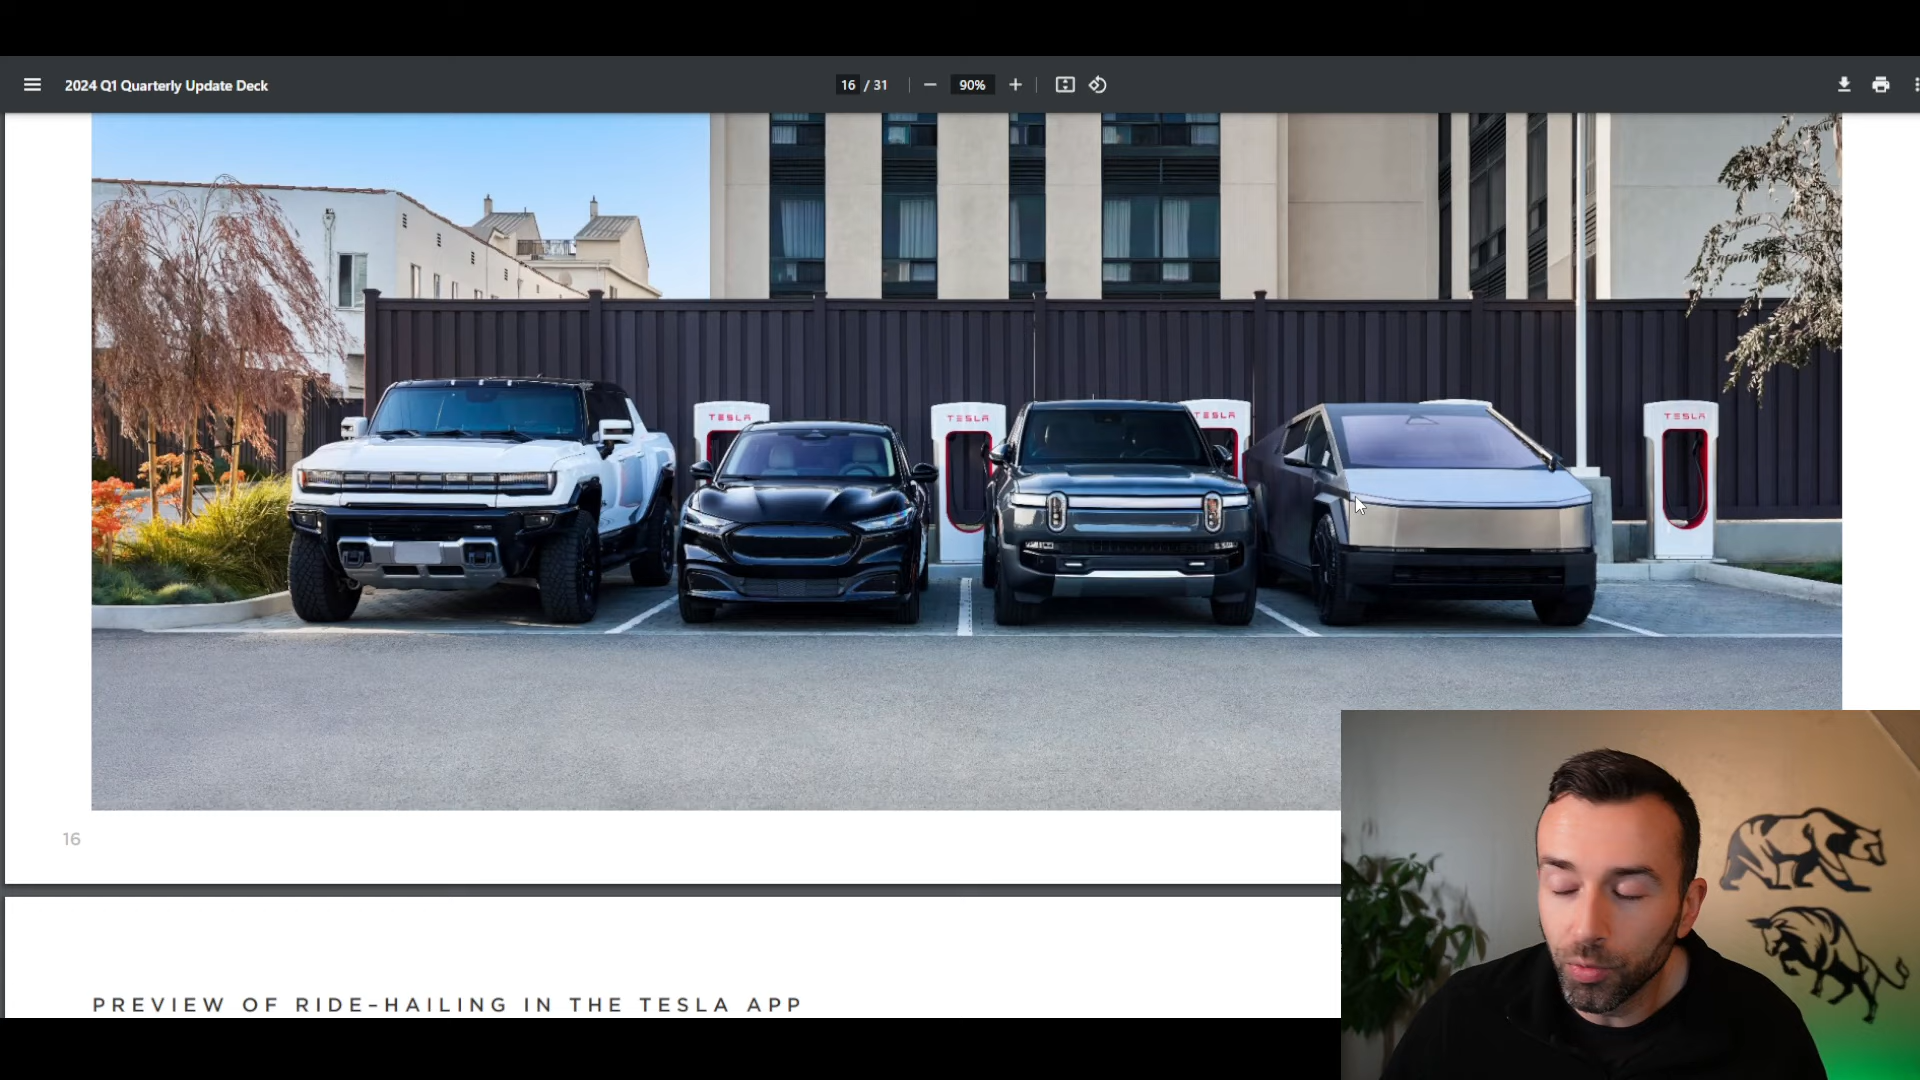 2024 Q1 Quarterly Update Deck
16 / 31
90%
TESLA
TESLA
TESLA
TESLA
16
PREVIEW OF RIDE-HAILING IN THE TESLA APP